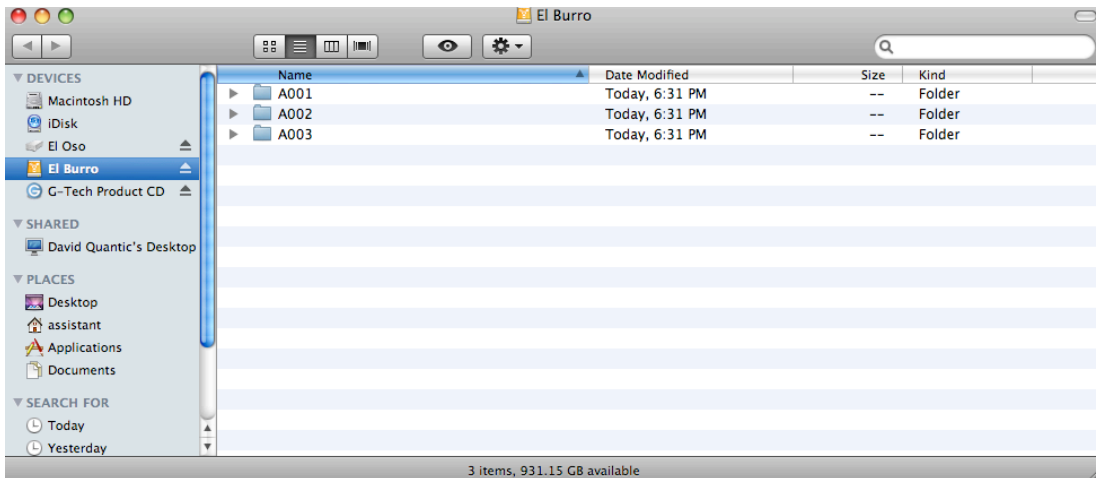 El Burro
DEVICES
Macintosh HD
iDisk
El Oso
El Burro
G-Tech Product CD
SHARED
David Quantic's Desktop
PLACES
Desktop
assistant
Applications
Documents
SEARCH FOR
Today
Yesterday
Name Date Modified Size Kind
A001 Today, 6:31 PM -- Folder
A002 Today, 6:31 PM -- Folder
A003 Today, 6:31 PM -- Folder
3 items, 931.15 GB available